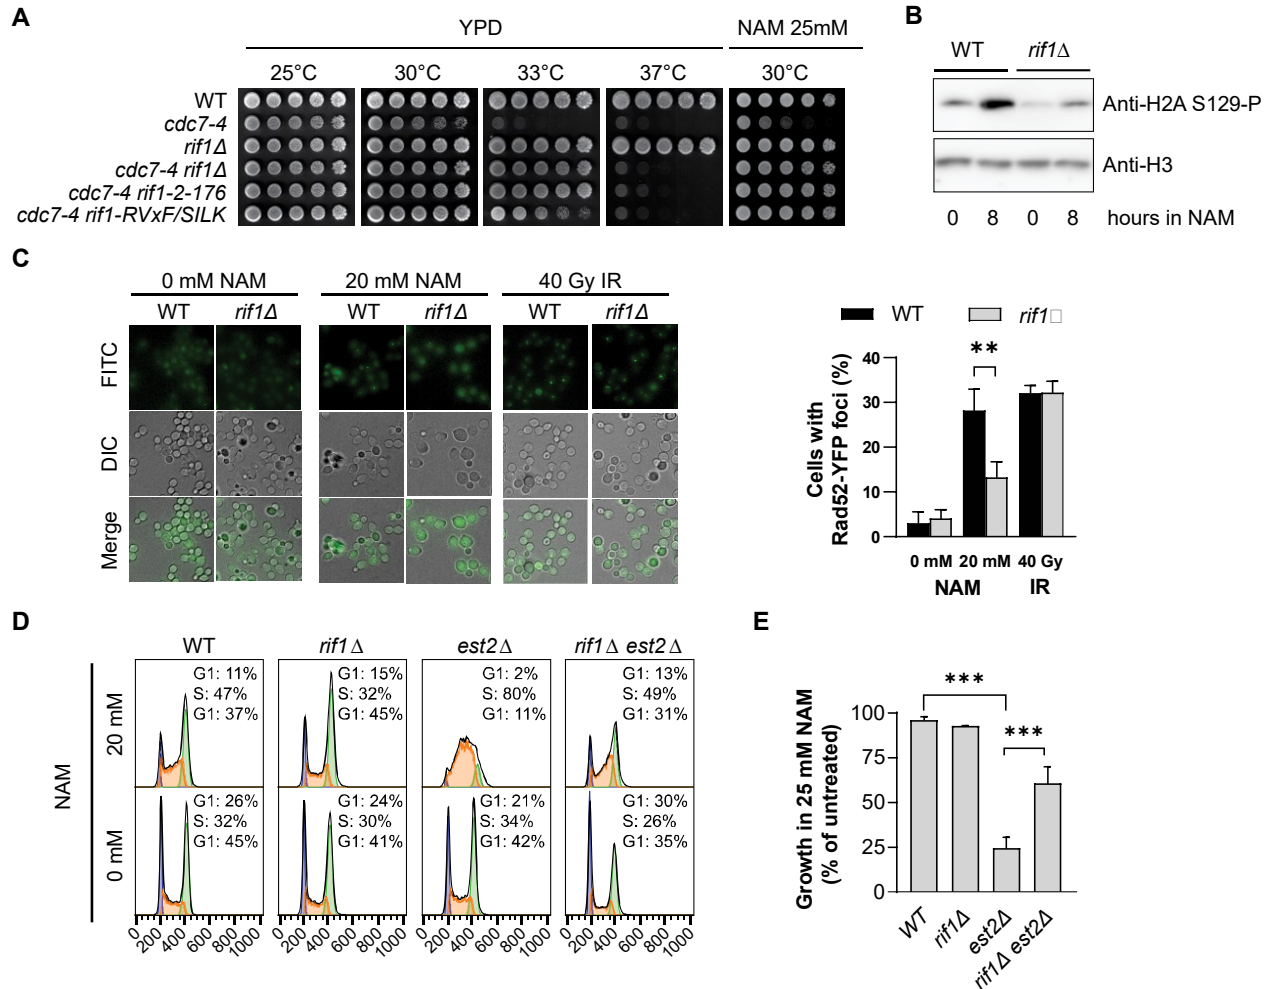 A
YPD
NAM 25mM
25°C 30°C 33°C 37°C 30°C
WT
cdc7-4
rif1Δ
cdc7-4 rif1Δ
cdc7-4 rif1-2-176
cdc7-4 rif1-RVxF/SILK
B
WT rif1Δ
Anti-H2A S129-P
Anti-H3
0 8 0 8 hours in NAM
C
0 mM NAM 20 mM NAM 40 Gy IR
WT rif1Δ WT rif1Δ WT rif1Δ
FITC
DIC
Merge
WT rif1□
Cells with
Rad52-YFP foci (%)
40
30
20
10
0
**
0 mM 20 mM 40 Gy
NAM IR
D
WT rif1Δ est2Δ rif1Δ est2Δ
NAM
20 mM
G1: 11% G1: 15% G1: 2% G1: 13%
S: 47% S: 32% S: 80% S: 49%
G1: 37% G1: 45% G1: 11% G1: 31%
0 mM
G1: 26% G1: 24% G1: 21% G1: 30%
S: 32% S: 30% S: 34% S: 26%
G1: 45% G1: 41% G1: 42% G1: 35%
0 200 400 600 800 1000 0 200 400 600 800 1000 0 200 400 600 800 1000 0 200 400 600 800 1000
E
Growth in 25 mM NAM
(% of untreated)
100
75
50
25
0
***
***
WT rif1Δ est2Δ rif1Δ est2Δ